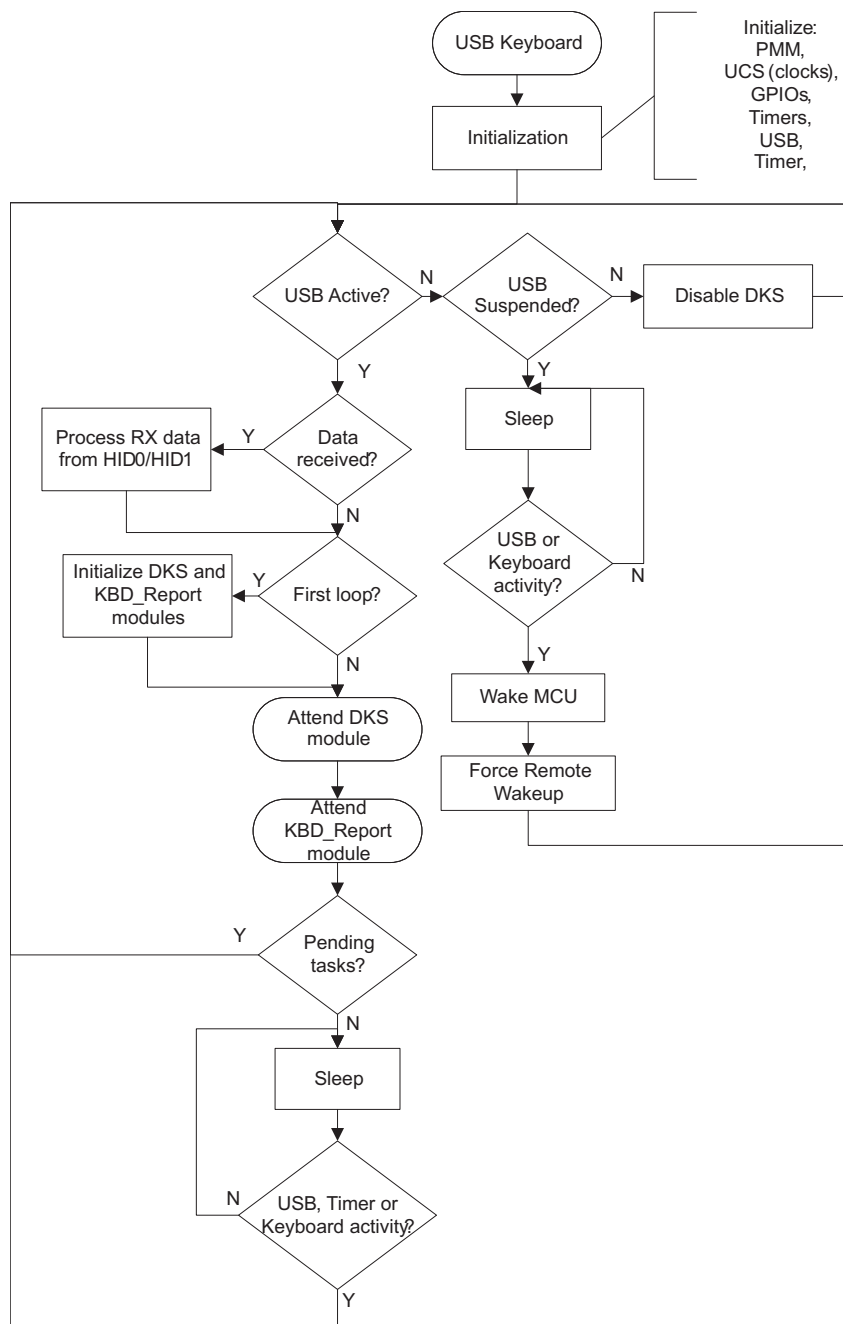 USB Keyboard
Initialize:
PMM,
UCS (clocks),
GPIOs,
Timers,
USB,
Timer,
Initialization
USB Active?
N
USB
Suspended?
N
Disable DKS
Y
Y
Process RX data
from HID0/HID1
Y
Data
received?
Sleep
N
Initialize DKS and
KBD_Report
modules
Y
First loop?
USB or
Keyboard
activity?
N
N
Y
Attend DKS
module
Wake MCU
Attend
KBD_Report
module
Force Remote
Wakeup
Y
Pending
tasks?
N
Sleep
N
USB, Timer or
Keyboard activity?
Y